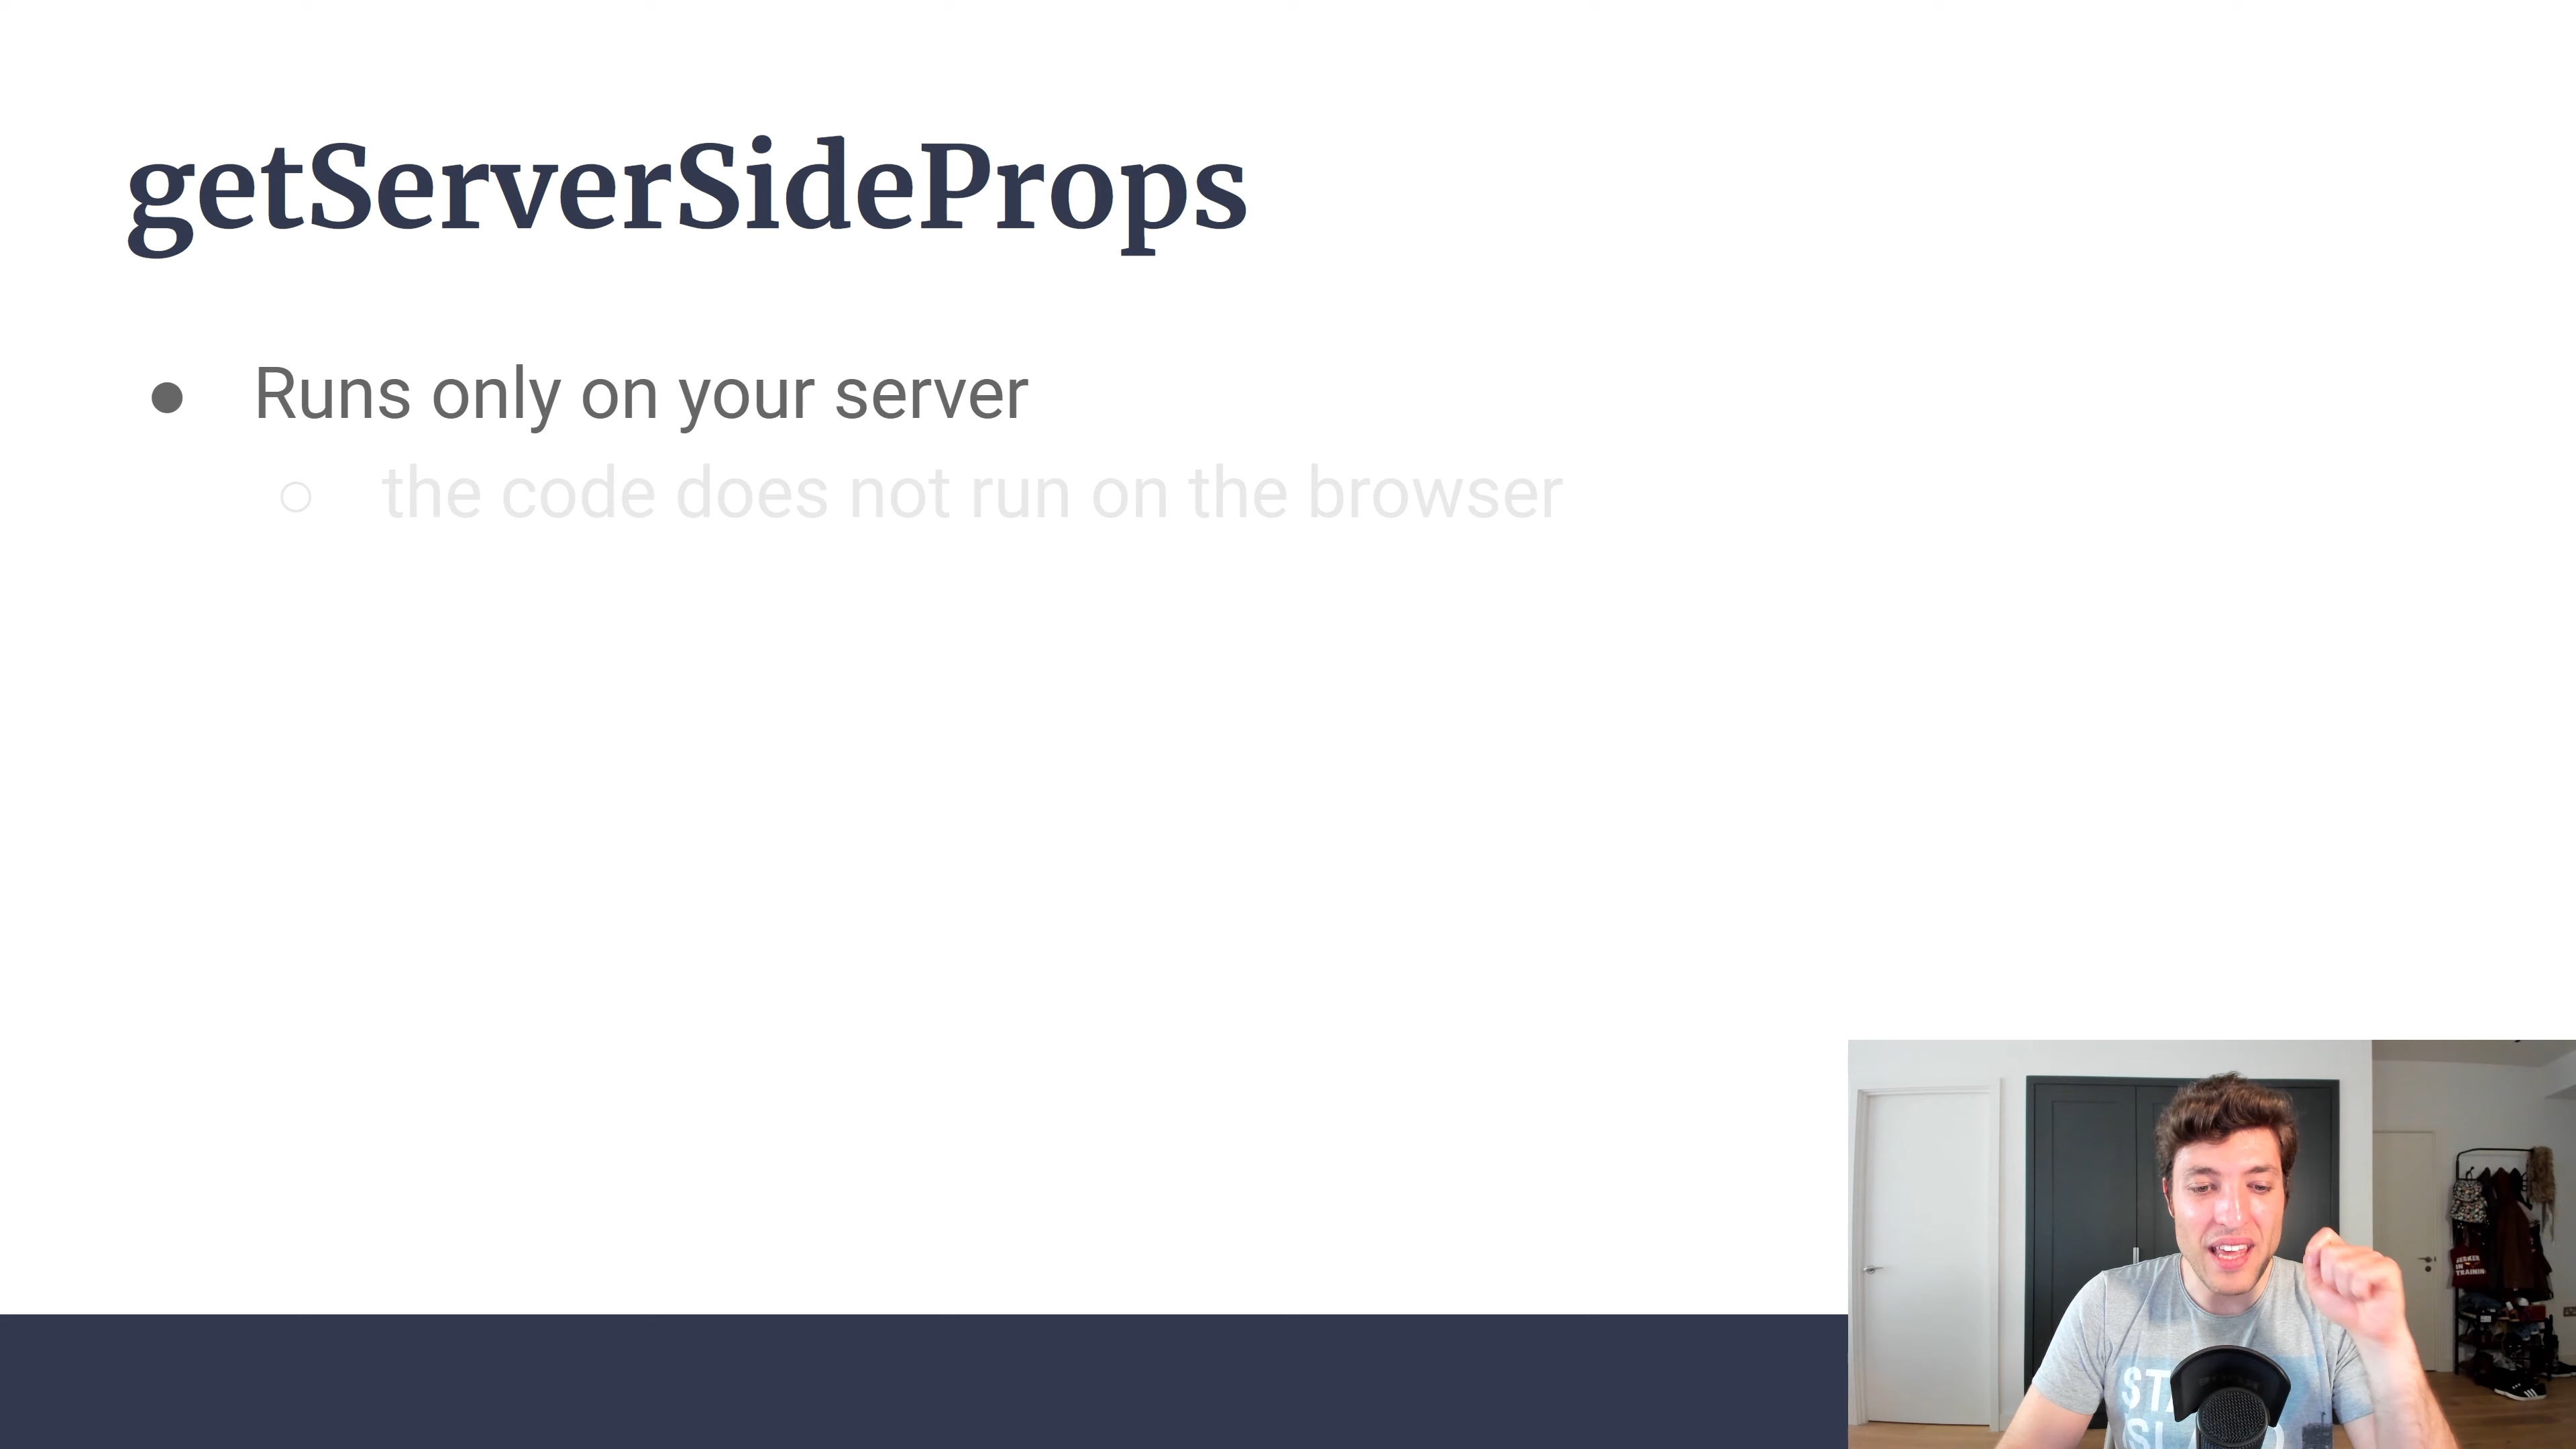 getServerSideProps
● Runs only on your server
○ the code does not run on the browser